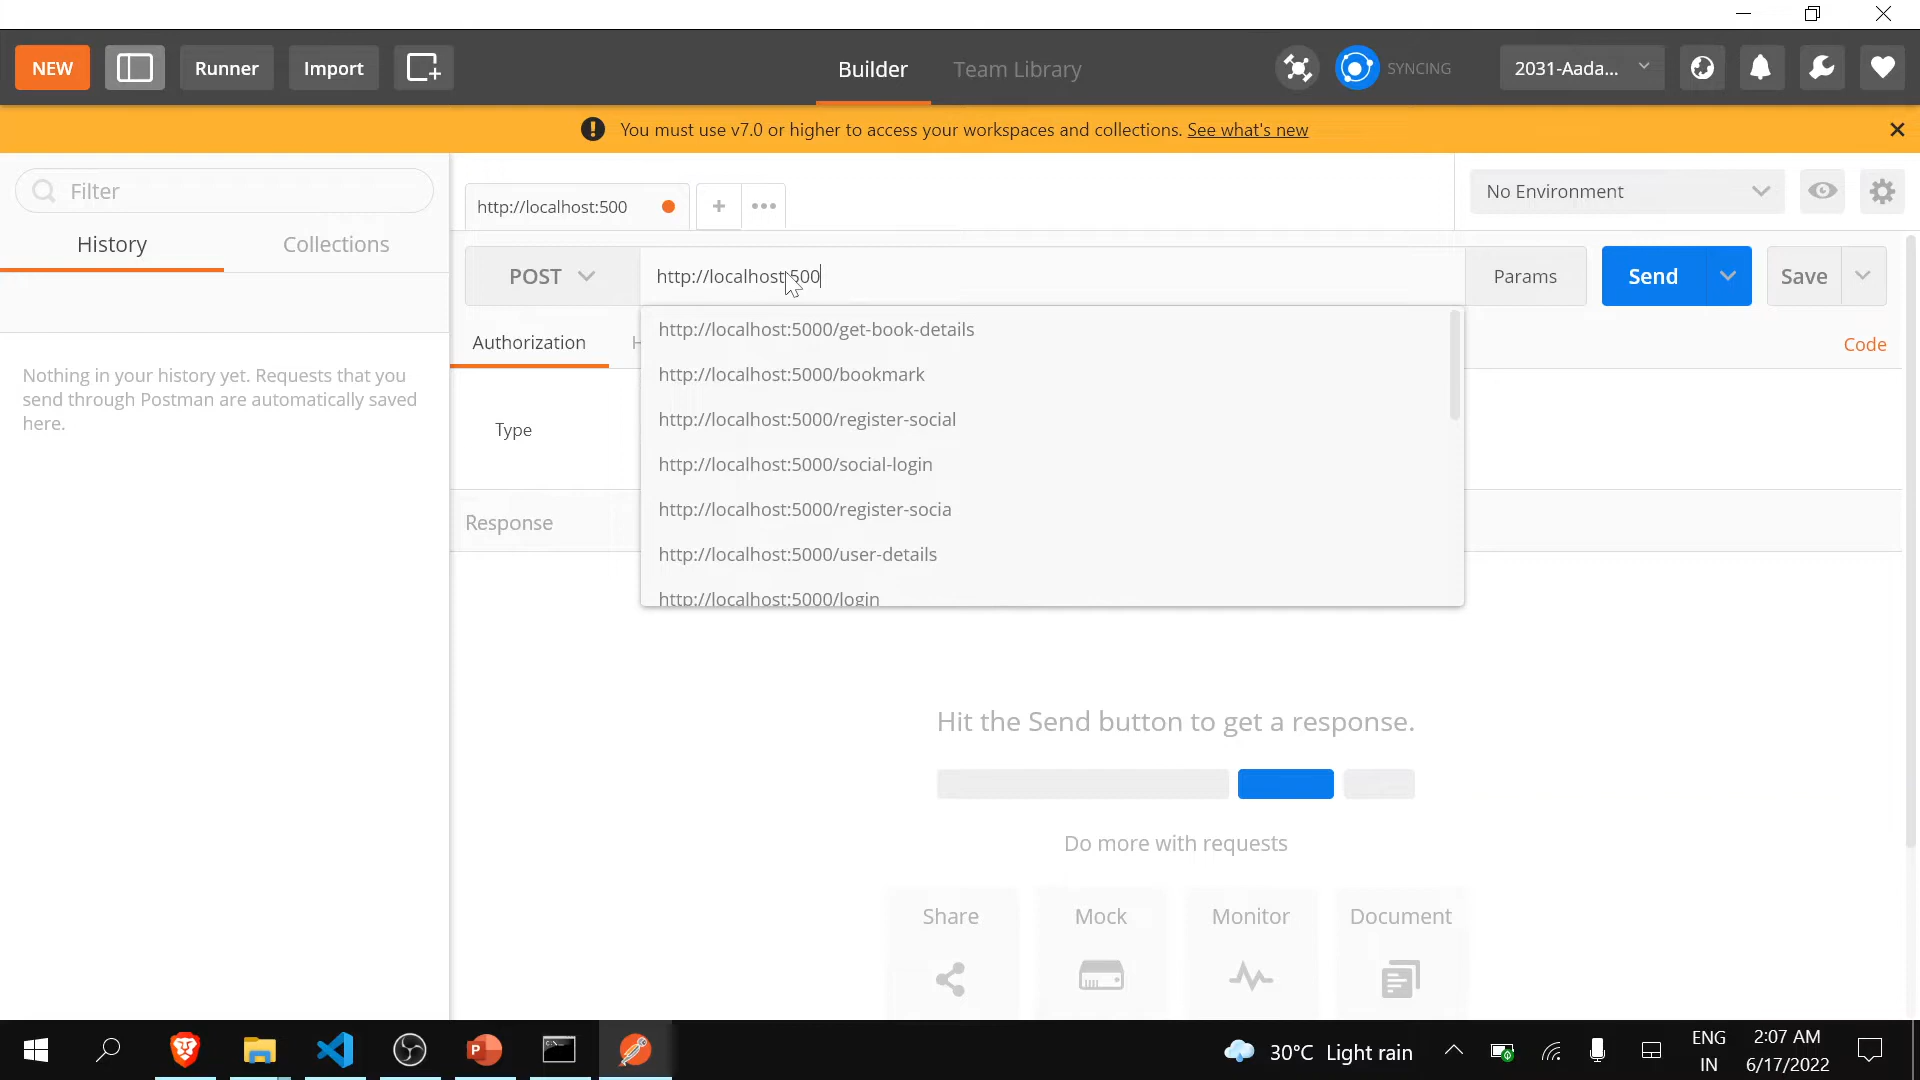 NEW
Runner
Import
Builder
Team Library
SYNCING
2031-Aada...
You must use v7.0 or higher to access your workspaces and collections. See what's new
Filter
History
Collections
Nothing in your history yet. Requests that you
send through Postman are automatically saved
here.
http://localhost:500
No Environment
POST
http://localhost:500
Params
Send
Save
Authorization
H
Code
http://localhost:5000/get-book-details
http://localhost:5000/bookmark
http://localhost:5000/register-social
http://localhost:5000/social-login
http://localhost:5000/register-socia
http://localhost:5000/user-details
http://localhost:5000/login
Type
Response
Hit the Send button to get a response.
Do more with requests
Share
Mock
Monitor
Document
30°C Light rain
ENG
IN
2:07 AM
6/17/2022